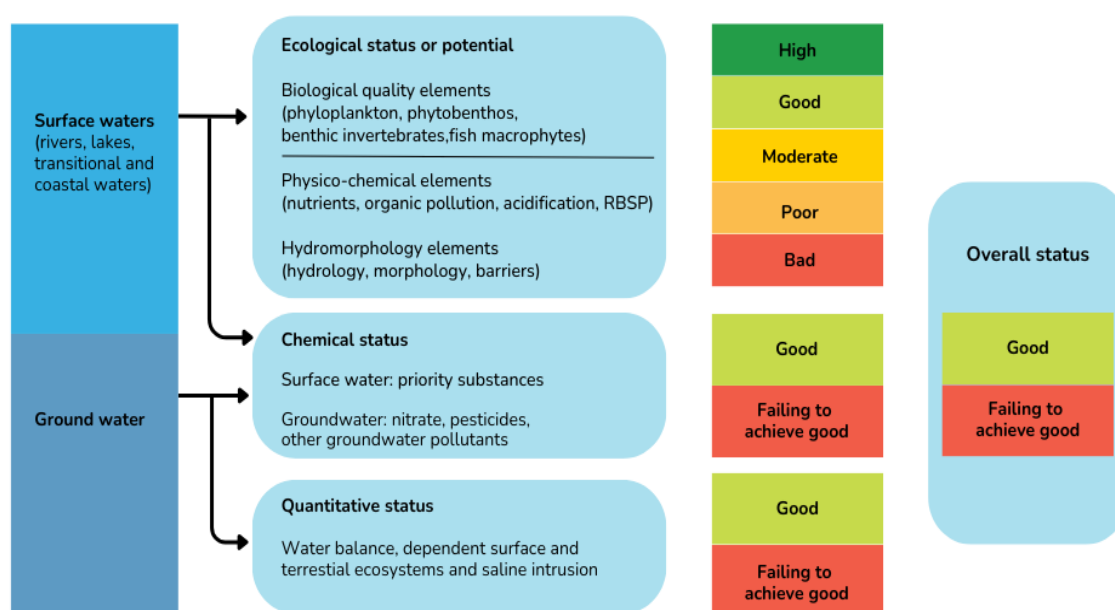 Surface waters
(rivers, lakes,
transitional and
coastal waters)
Ground water
Ecological status or potential
Biological quality elements
(phyloplankton, phytobenthos,
benthic invertebrates,fish macrophytes)
Physico-chemical elements
(nutrients, organic pollution, acidification, RBSP)
Hydromorphology elements
(hydrology, morphology, barriers)
Chemical status
Surface water: priority substances
Groundwater: nitrate, pesticides,
other groundwater pollutants
Quantitative status
Water balance, dependent surface and
terrestial ecosystems and saline intrusion
High
Good
Moderate
Poor
Bad
Good
Failing to
achieve good
Good
Failing to
achieve good
Overall status
Good
Failing to
achieve good